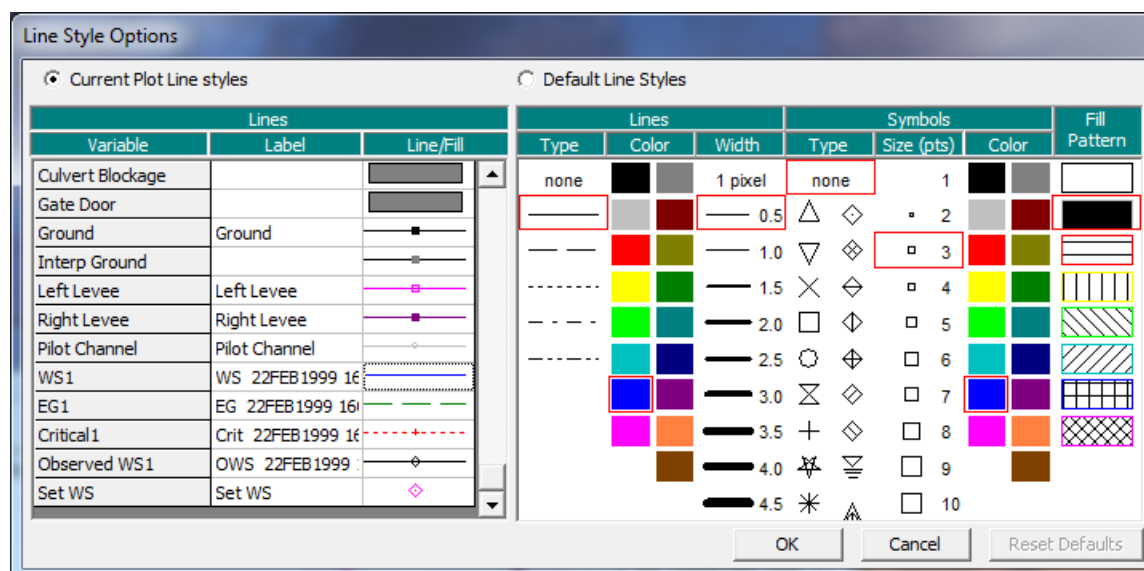 Line Style Options
Current Plot Line styles
Default Line Styles
Lines
Variable Label Line/Fill
Culvert Blockage
Gate Door
Ground Ground
Interp Ground
Left Levee Left Levee
Right Levee Right Levee
Pilot Channel Pilot Channel
WS1 WS 22FEB1999 16
EG1 EG 22FEB1999 16
Critical1 Crit 22FEB1999 16
Observed WS1 OWS 22FEB1999
Set WS Set WS
Lines Symbols Fill Pattern
Type Color Width Type Size (pts) Color
none 1 pixel none 1
0.5 2
1.0 3
1.5 4
2.0 5
2.5 6
3.0 7
3.5 8
4.0 9
4.5 10
OK Cancel Reset Defaults